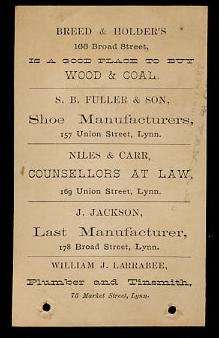 BREED & HOLDER'S
166 Broad Street,
IS A GOOD PLACE TO BUY
WOOD & COAL.
S. B. FULLER & SON,
Shoe Manufacturers,
157 Union Street, Lynn.
NILES & CARR,
COUNSELLORS AT LAW,
169 Union Street, Lynn.
J. JACKSON,
Last Manufacturer,
178 Broad Street, Lynn.
WILLIAM J. LARRABEE,
Plumber and Tinsmith,
75 Market Street, Lynn.